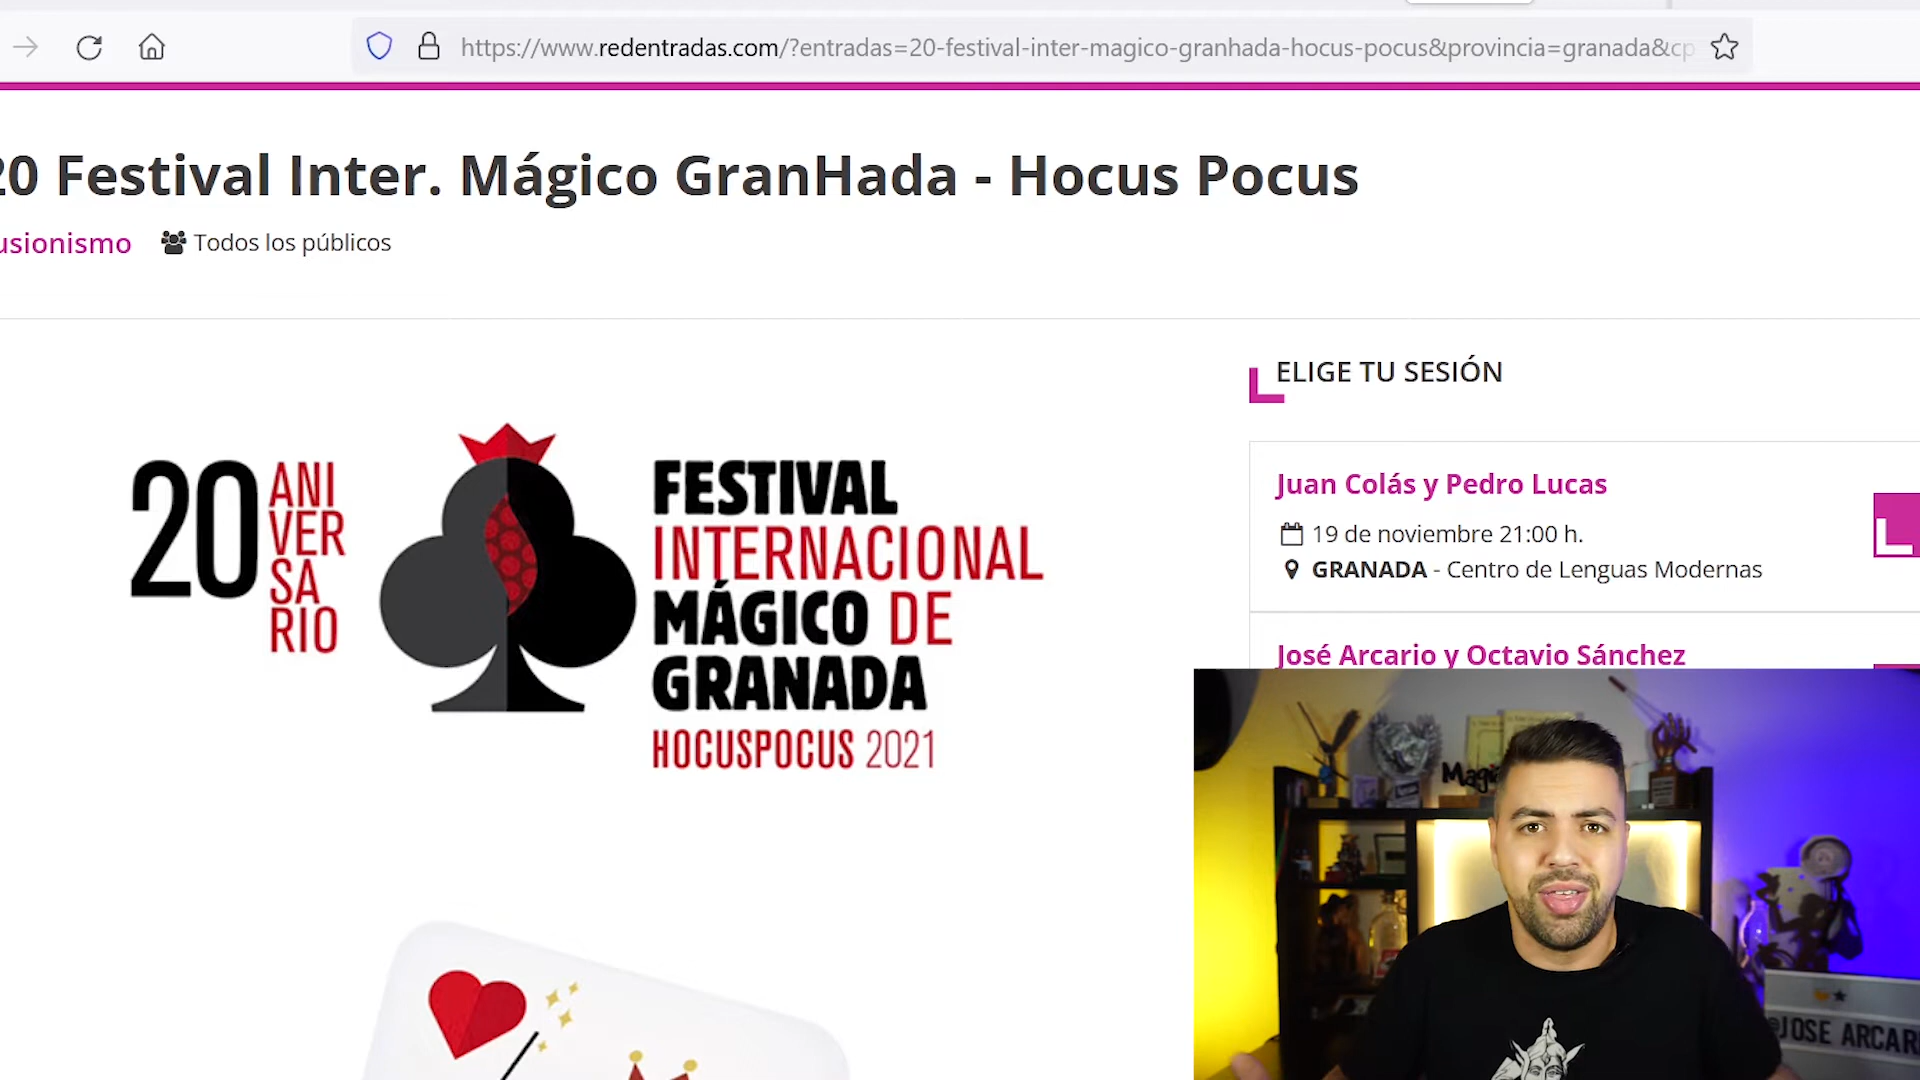 https://www.redentradas.com/?entradas=20-festival-inter-magico-granhada-hocus-pocus&provincia=granada&cp
20 Festival Inter. Mágico GranHada - Hocus Pocus
usionismo
Todos los públicos
ELIGE TU SESIÓN
Juan Colás y Pedro Lucas
19 de noviembre 21:00 h.
GRANADA - Centro de Lenguas Modernas
José Arcario y Octavio Sánchez
20
ANI
VER
SA
RIO
FESTIVAL
INTERNACIONAL
MÁGICO DE
GRANADA
HOCUSPOCUS 2021
Magi
@JOSE ARCAR